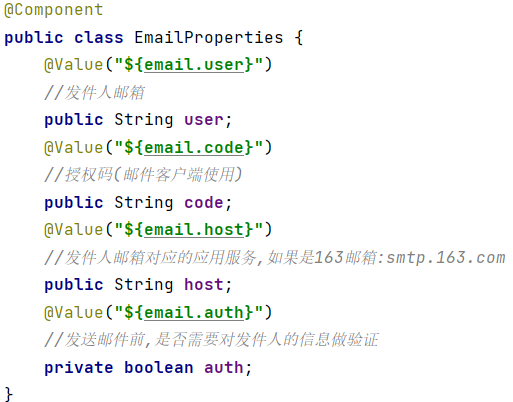 @Component
public class EmailProperties {
    @Value("${email.user}")
    //发件人邮箱
    public String user;
    @Value("${email.code}")
    //授权码(邮件客户端使用)
    public String code;
    @Value("${email.host}")
    //发件人邮箱对应的应用服务,如果是163邮箱:smtp.163.com
    public String host;
    @Value("${email.auth}")
    //发送邮件前,是否需要对发件人的信息做验证
    private boolean auth;
}